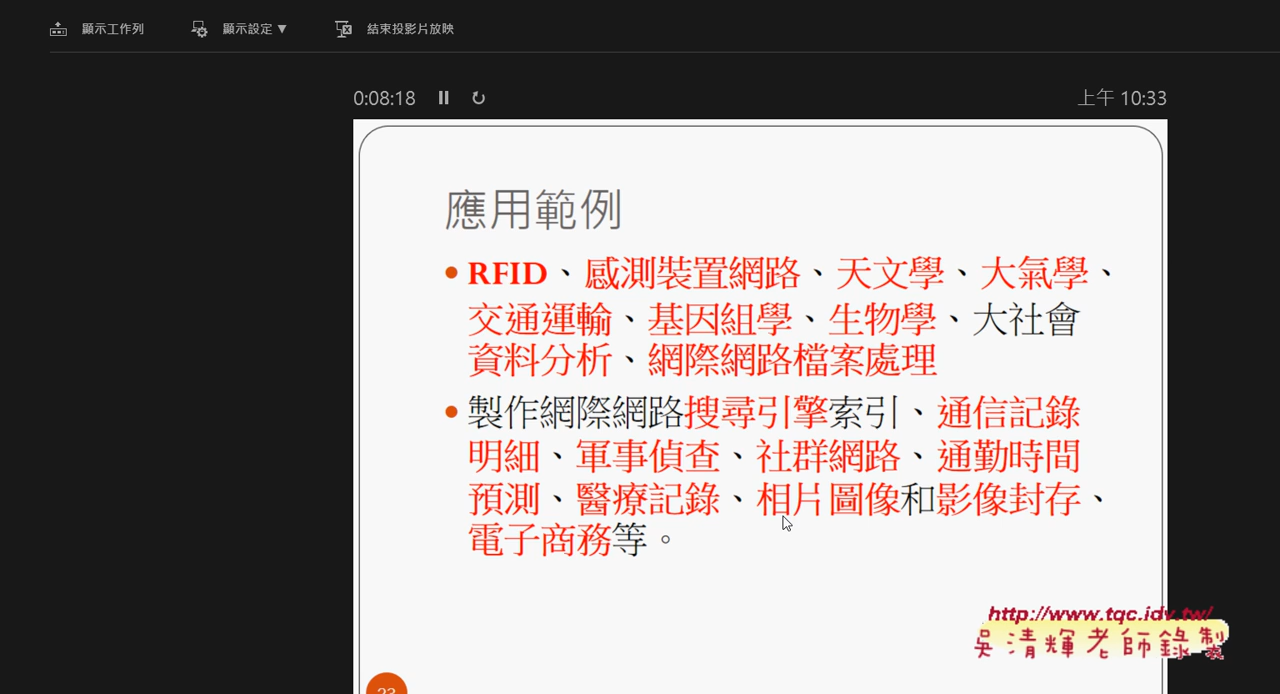 顯示工作列 顯示設定▼ 結束投影片放映
0:08:18 上午 10:33
應用範例
• RFID、感測裝置網路、天文學、大氣學、
交通運輸、基因組學、生物學、大社會
資料分析、網際網路檔案處理
• 製作網際網路搜尋引擎索引、通信記錄
明細、軍事偵查、社群網路、通勤時間
預測、醫療記錄、相片圖像和影像封存、
電子商務等。
http://www.tqc.idv.tw/
吳清輝老師錄製
23